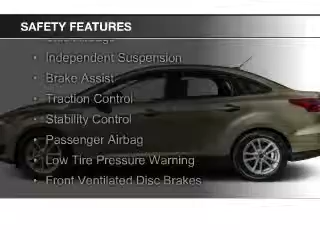 SAFETY FEATURES
• Independent Suspension
• Brake Assist
• Traction Control
• Stability Control
• Passenger Airbag
• Low Tire Pressure Warning
• Front Ventilated Disc Brakes